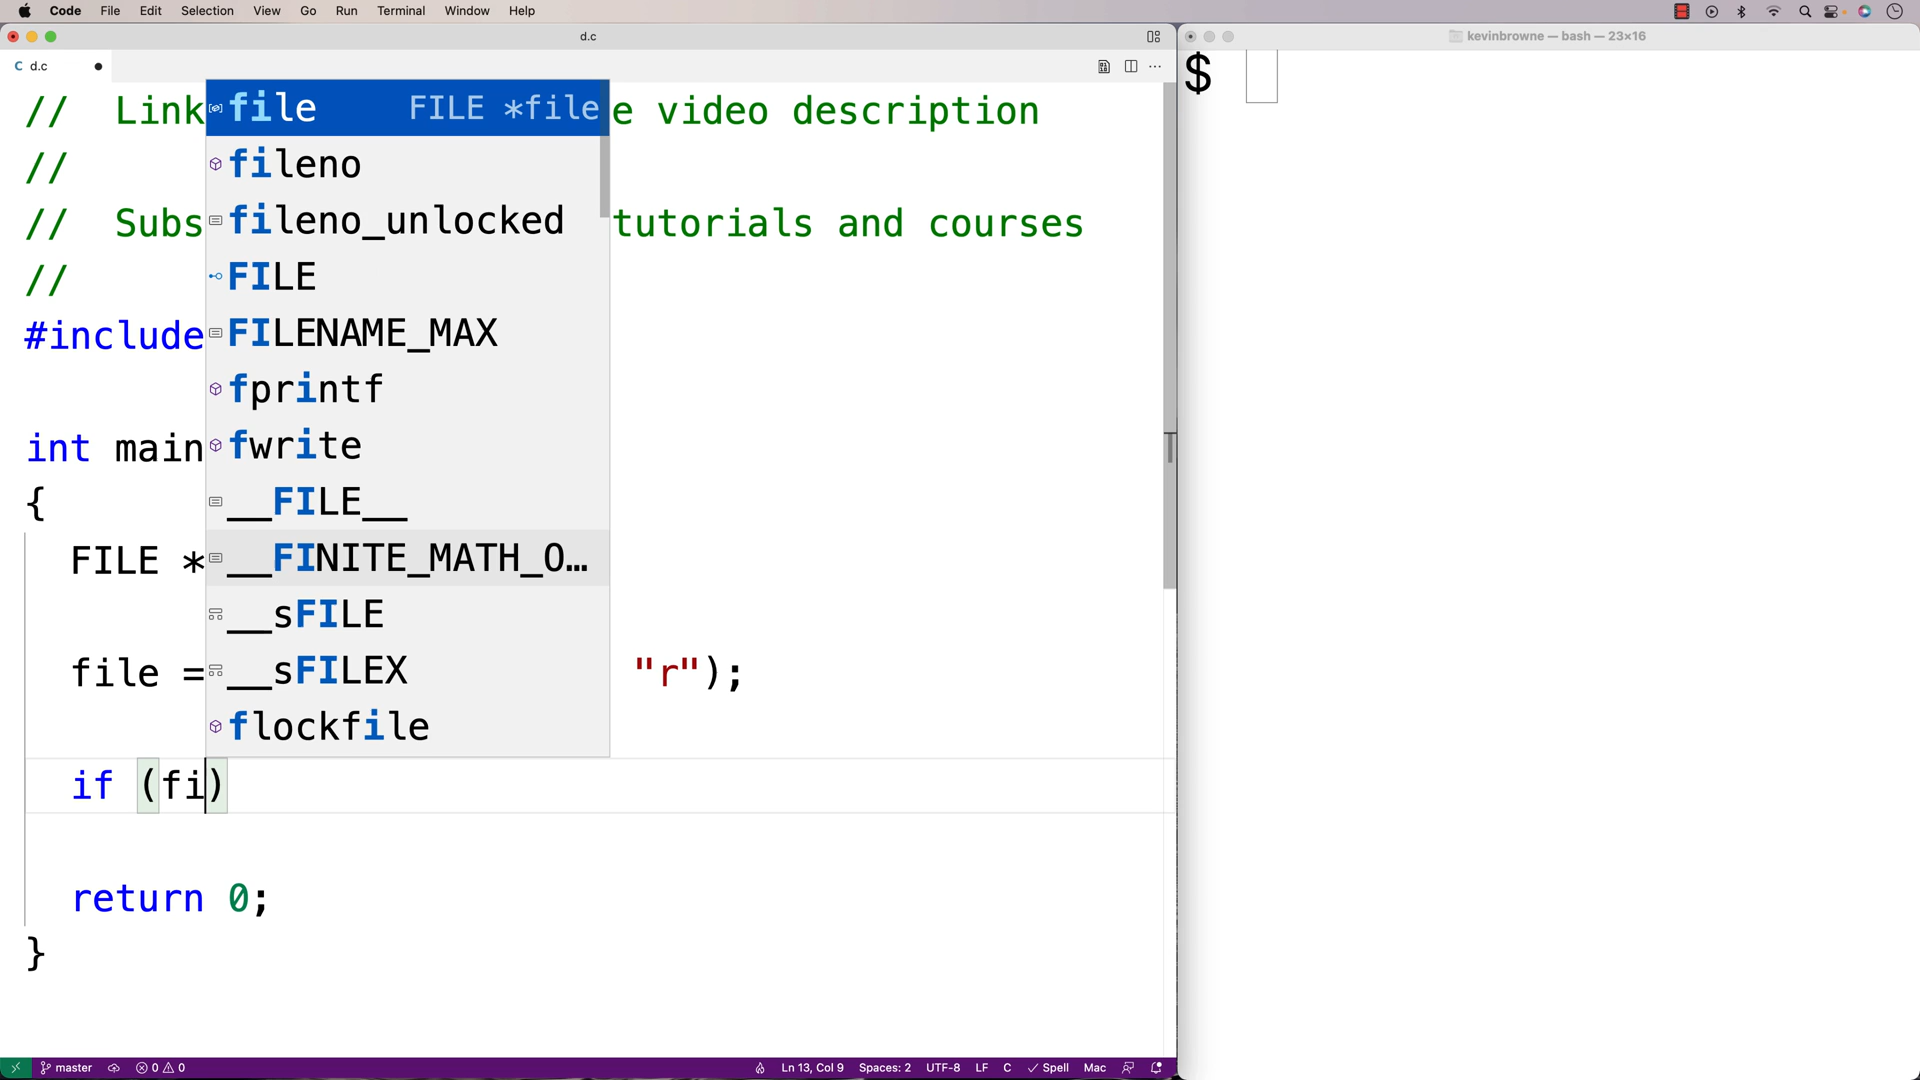 Code File Edit Selection View Go Run Terminal Window Help
d.c
kevinbrowne — bash — 23×16
C d.c
$
// Link
e video description
//
// Subs
tutorials and courses
//
#include
int main
{
FILE *
file =
"r");
if (fi)
return 0;
}
file FILE *file
fileno
fileno_unlocked
FILE
FILENAME_MAX
fprintf
fwrite
__FILE__
__FINITE_MATH_O…
__sFILE
__sFILEX
flockfile
master 0 0 Ln 13, Col 9 Spaces: 2 UTF-8 LF C Spell Mac